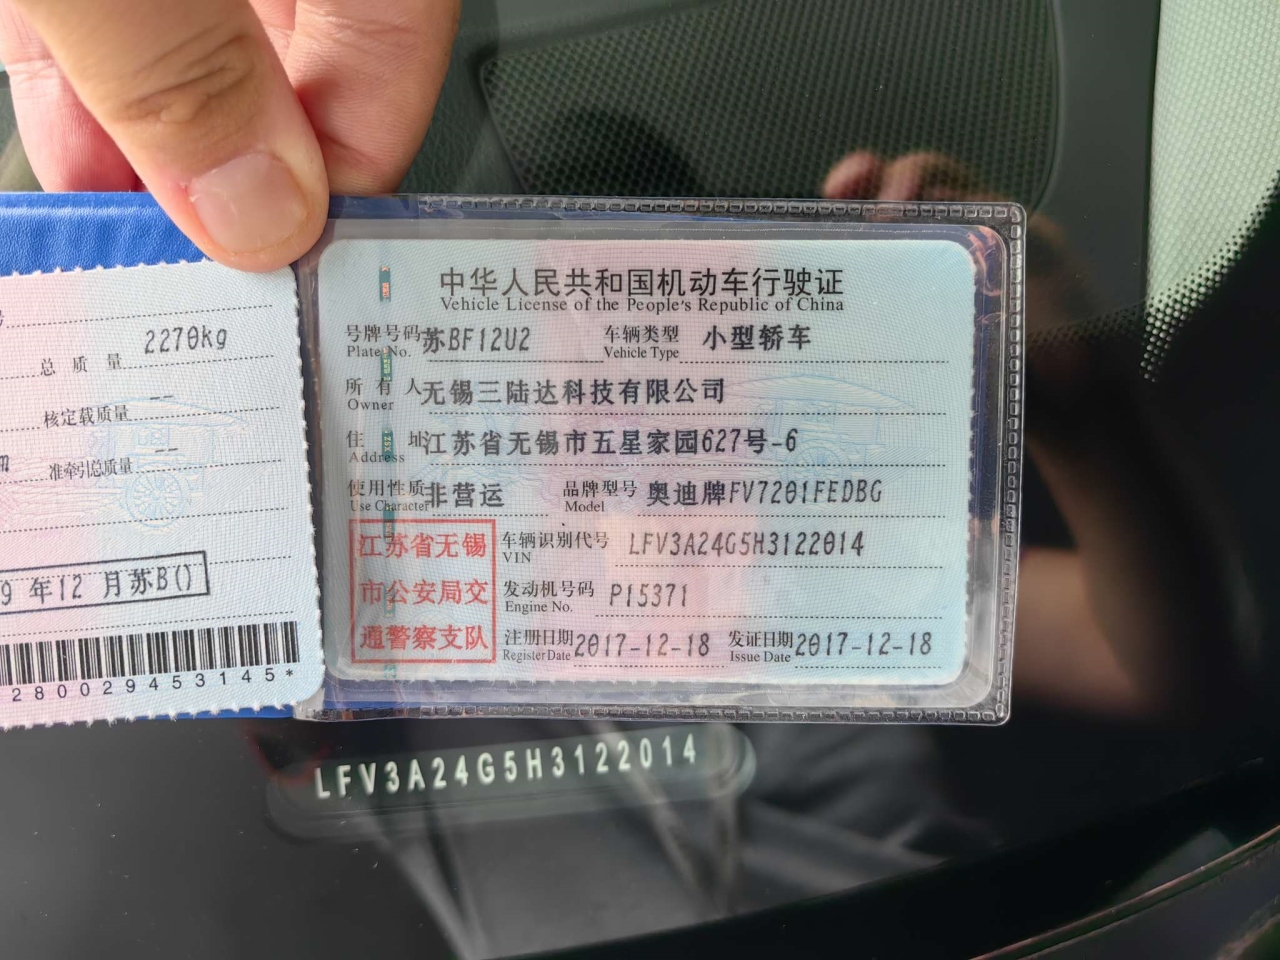 总 质 量 2270kg
核定载质量 --
m 准牵引总质量 --
9 年12 月苏B()
2800294531 45*
中华人民共和国机动车行驶证
Vehicle License of the People's Republic of China
号牌号码 苏BF12U2 车辆类型 小型轿车
Plate No. Vehicle Type
所 有 人 无锡三陆达科技有限公司
Owner
住 址 江苏省无锡市五星家园627号-6
Address
使用性质 非营运 品牌型号 奥迪牌FV7201FEDBG
Use Character Model
江苏省无锡
市公安局交
通警察支队
车辆识别代号 LFV3A24G5H3122014
VIN
发动机号码 P15371
Engine No.
注册日期 2017-12-18 发证日期 2017-12-18
Register Date Issue Date
LFV3A24G5H3122014